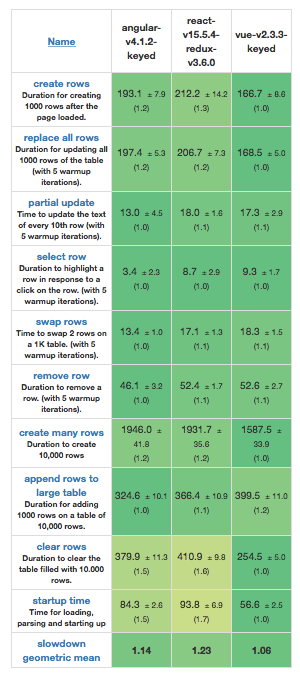 Name
angular-
v4.1.2-
keyed
react-
v15.5.4-
redux-
v3.6.0
vue-v2.3.3-
keyed
create rows
Duration for creating
1000 rows after the
page loaded.
193.1 ± 7.9
(1.2)
212.2 ± 14.2
(1.3)
166.7 ± 8.6
(1.0)
replace all rows
Duration for updating all
1000 rows of the table
(with 5 warmup
iterations).
197.4 ± 5.3
(1.2)
206.7 ± 7.3
(1.2)
168.5 ± 5.0
(1.0)
partial update
Time to update the text
of every 10th row (with
5 warmup iterations).
13.0 ± 4.5
(1.0)
18.0 ± 1.6
(1.1)
17.3 ± 2.9
(1.1)
select row
Duration to highlight a
row in response to a
click on the row. (with 5
warmup iterations).
3.4 ± 2.3
(1.0)
8.7 ± 2.9
(1.0)
9.3 ± 1.7
(1.0)
swap rows
Time to swap 2 rows on
a 1K table. (with 5
warmup iterations).
13.4 ± 1.0
(1.0)
17.1 ± 1.3
(1.1)
18.3 ± 1.5
(1.1)
remove row
Duration to remove a
row. (with 5 warmup
iterations).
46.1 ± 3.2
(1.0)
52.4 ± 1.7
(1.1)
52.6 ± 2.7
(1.1)
create many rows
Duration to create
10,000 rows
1946.0 ±
41.8
(1.2)
1931.7 ±
35.6
(1.2)
1587.5 ±
33.9
(1.0)
append rows to
large table
Duration for adding
1000 rows on a table of
10,000 rows.
324.6 ± 10.1
(1.0)
366.4 ± 10.9
(1.1)
399.5 ± 11.0
(1.2)
clear rows
Duration to clear the
table filled with 10.000
rows.
379.9 ± 11.3
(1.5)
410.9 ± 9.8
(1.6)
254.5 ± 5.0
(1.0)
startup time
Time for loading,
parsing and starting up
84.3 ± 2.6
(1.5)
93.8 ± 6.9
(1.7)
56.6 ± 2.5
(1.0)
slowdown
geometric mean
1.14
1.23
1.06